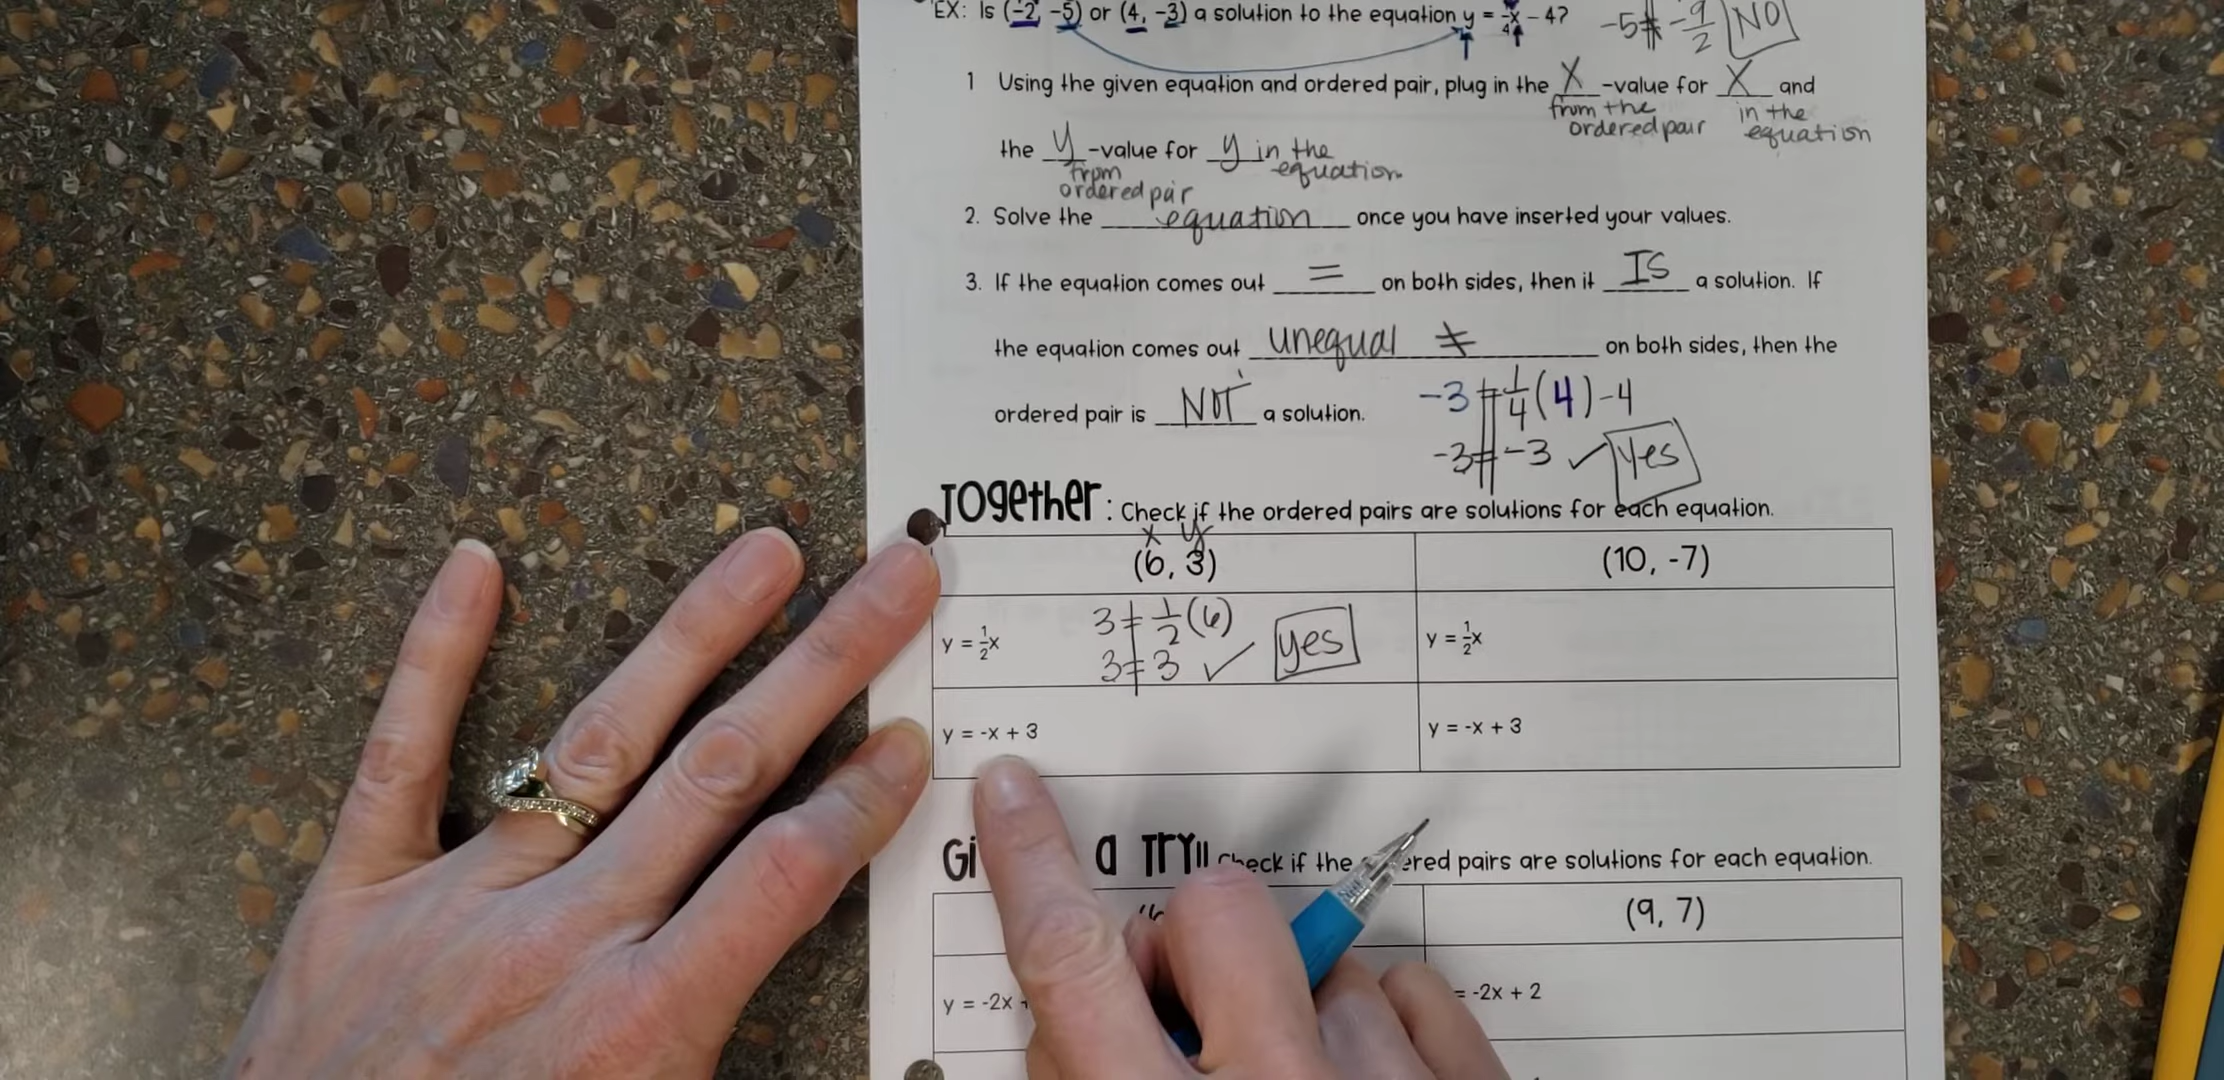 EX: Is (-2, -5) or (4, -3) a solution to the equation y = ¼x - 4?
-5 ≠ -9/2 NO
1 Using the given equation and ordered pair, plug in the X -value for X and
from the ordered pair
in the equation
the y -value for y in the equation
from ordered pair
2. Solve the equation once you have inserted your values.
3. If the equation comes out = on both sides, then it IS a solution. If
the equation comes out unequal ≠ on both sides, then the
ordered pair is NOT a solution.
-3 = 1/4 (4) - 4
-3 = -3 ✓ Yes
Together: Check if the ordered pairs are solutions for each equation.
x y
(6, 3) (10, -7)
y = 1/2 x 3 = 1/2 (6) yes y = 1/2 x
3 = 3 ✓
y = -x + 3 y = -x + 3
a Try!! Check if the pairs are solutions for each equation.
(9, 7)
y = -2x = -2x + 2